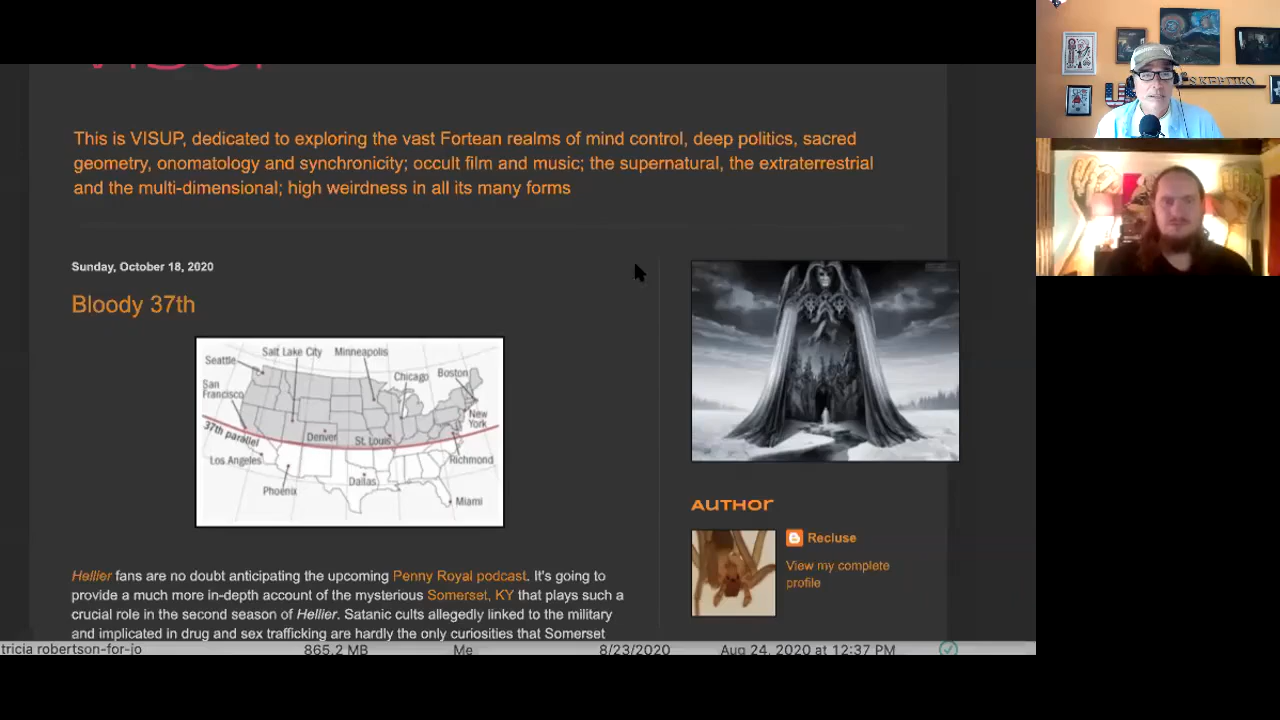 VISUP
This is VISUP, dedicated to exploring the vast Fortean realms of mind control, deep politics, sacred
geometry, onomatology and synchronicity; occult film and music; the supernatural, the extraterrestrial
and the multi-dimensional; high weirdness in all its many forms
Sunday, October 18, 2020
Bloody 37th
Seattle
Salt Lake City
Minneapolis
Chicago
Boston
San
Francisco
New
York
37th parallel
Denver
St. Louis
Los Angeles
Richmond
Phoenix
Dallas
Miami
Hellier fans are no doubt anticipating the upcoming Penny Royal podcast. It's going to
provide a much more in-depth account of the mysterious Somerset, KY that plays such a
crucial role in the second season of Hellier. Satanic cults allegedly linked to the military
and implicated in drug and sex trafficking are hardly the only curiosities that Somerset
AUTHOR
Recluse
View my complete
profile
tricia robertson-for-jo 865.2 MB Me 8/23/2020 Aug 24, 2020 at 12:37 PM
SKEPTIKO